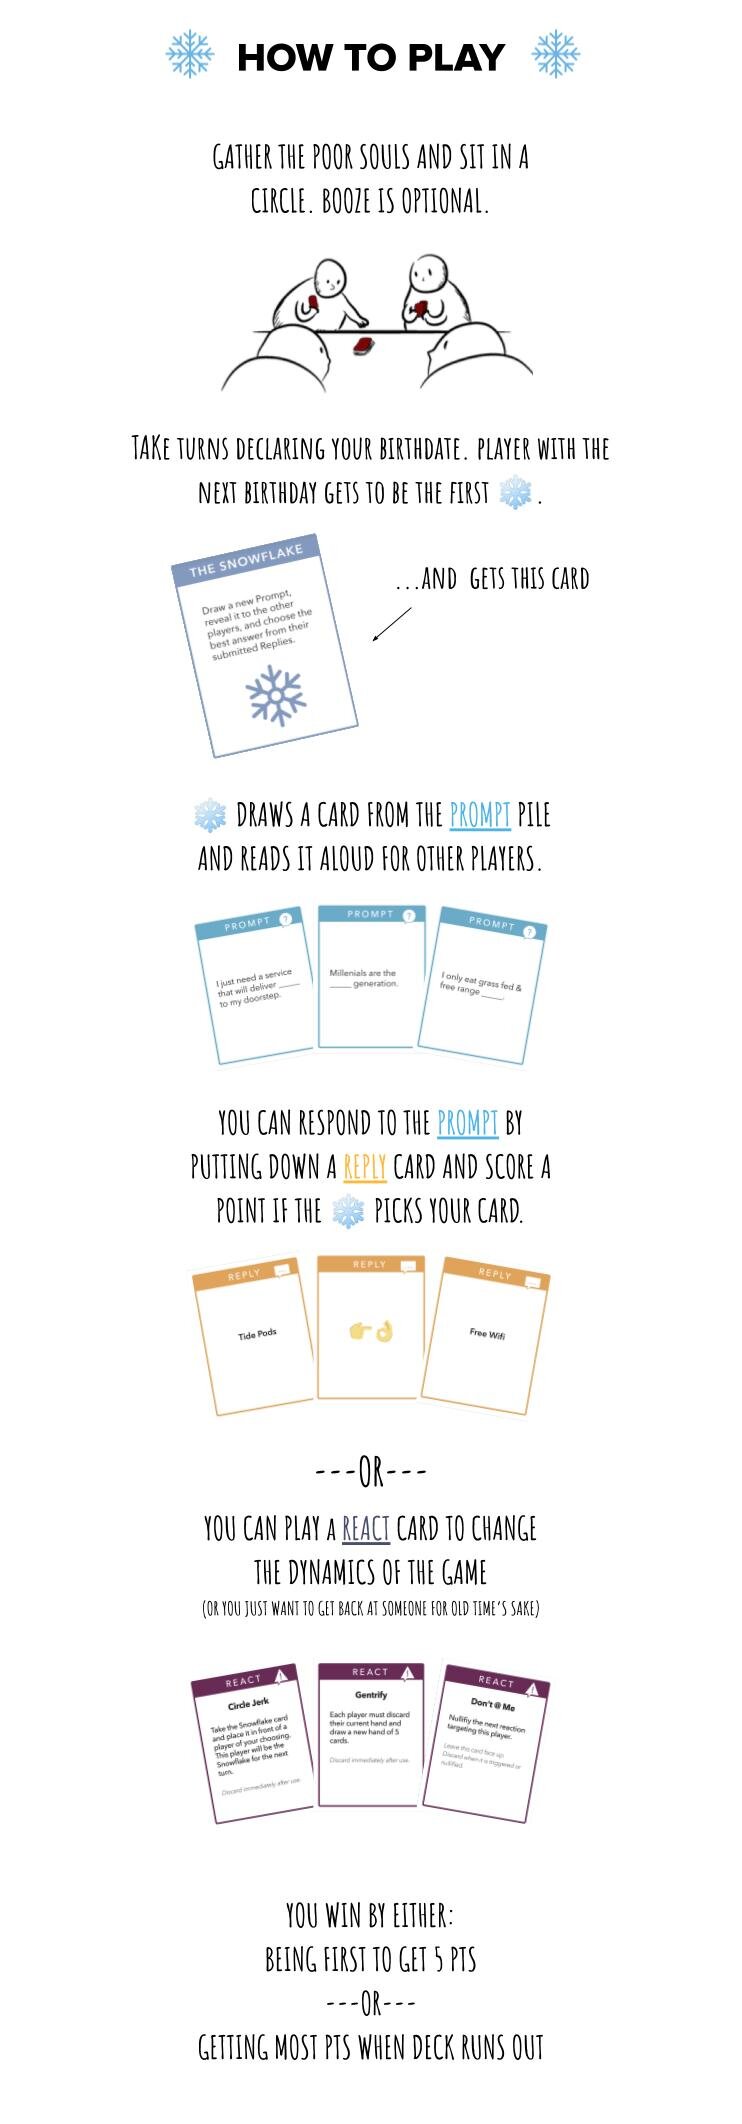 HOW TO PLAY
GATHER THE POOR SOULS AND SIT IN A
CIRCLE. BOOZE IS OPTIONAL.
TAKE TURNS DECLARING YOUR BIRTHDATE. PLAYER WITH THE
NEXT BIRTHDAY GETS TO BE THE FIRST ❄️.
THE SNOWFLAKE
Draw a new Prompt,
reveal it to the other
players, and choose the
best answer from their
submitted Replies.
...AND GETS THIS CARD
❄️ DRAWS A CARD FROM THE PROMPT PILE
AND READS IT ALOUD FOR OTHER PLAYERS.
PROMPT ?
I just need a service
that will deliver ____
to my doorstep.
PROMPT ?
Millenials are the
____ generation.
PROMPT ?
I only eat grass fed &
free range ____.
YOU CAN RESPOND TO THE PROMPT BY
PUTTING DOWN A REPLY CARD AND SCORE A
POINT IF THE ❄️ PICKS YOUR CARD.
REPLY
Tide Pods
REPLY
👉👌
REPLY
Free Wifi
---OR---
YOU CAN PLAY A REACT CARD TO CHANGE
THE DYNAMICS OF THE GAME
(OR YOU JUST WANT TO GET BACK AT SOMEONE FOR OLD TIME'S SAKE)
REACT
Circle Jerk
Take the Snowflake card
and place it in front of a
player of your choosing.
This player will be the
Snowflake for the next
turn.
Discard immediately after use.
REACT
Gentrify
Each player must discard
their current hand and
draw a new hand of 5
cards.
Discard immediately after use.
REACT
Don't @ Me
Nullifiy the next reaction
targeting this player.
Leave this card face up.
Discard when it is triggered or
nullified.
YOU WIN BY EITHER:
BEING FIRST TO GET 5 PTS
---OR---
GETTING MOST PTS WHEN DECK RUNS OUT